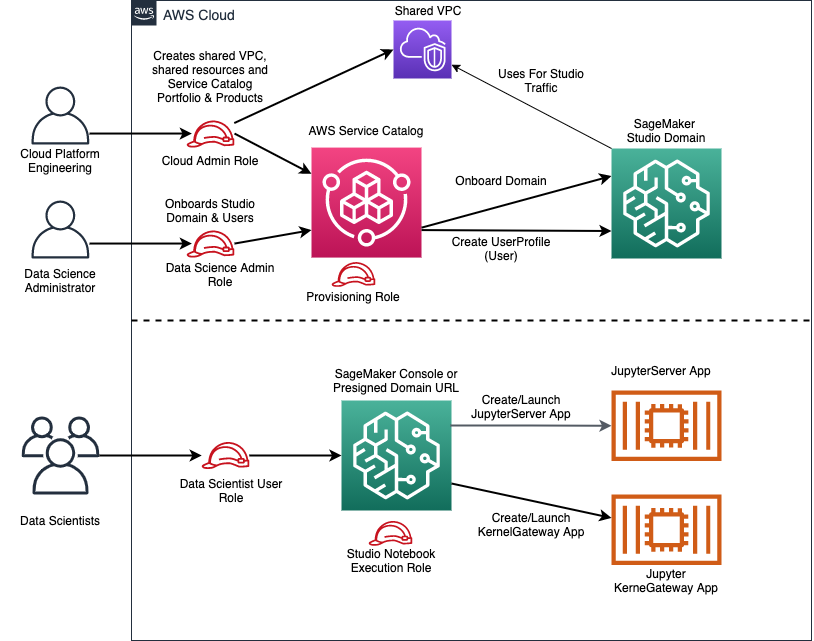 aws
AWS Cloud
Shared VPC
Creates shared VPC,
shared resources and
Service Catalog
Portfolio & Products
Uses For Studio
Traffic
SageMaker
Studio Domain
AWS Service Catalog
Cloud Platform
Engineering
Cloud Admin Role
Onboard Domain
Onboards Studio
Domain & Users
Create UserProfile
(User)
Data Science
Administrator
Data Science Admin
Role
Provisioning Role
SageMaker Console or
Presigned Domain URL
JupyterServer App
Create/Launch
JupyterServer App
Data Scientist User
Role
Data Scientists
Create/Launch
KernelGateway App
Studio Notebook
Execution Role
Jupyter
KerneGateway App